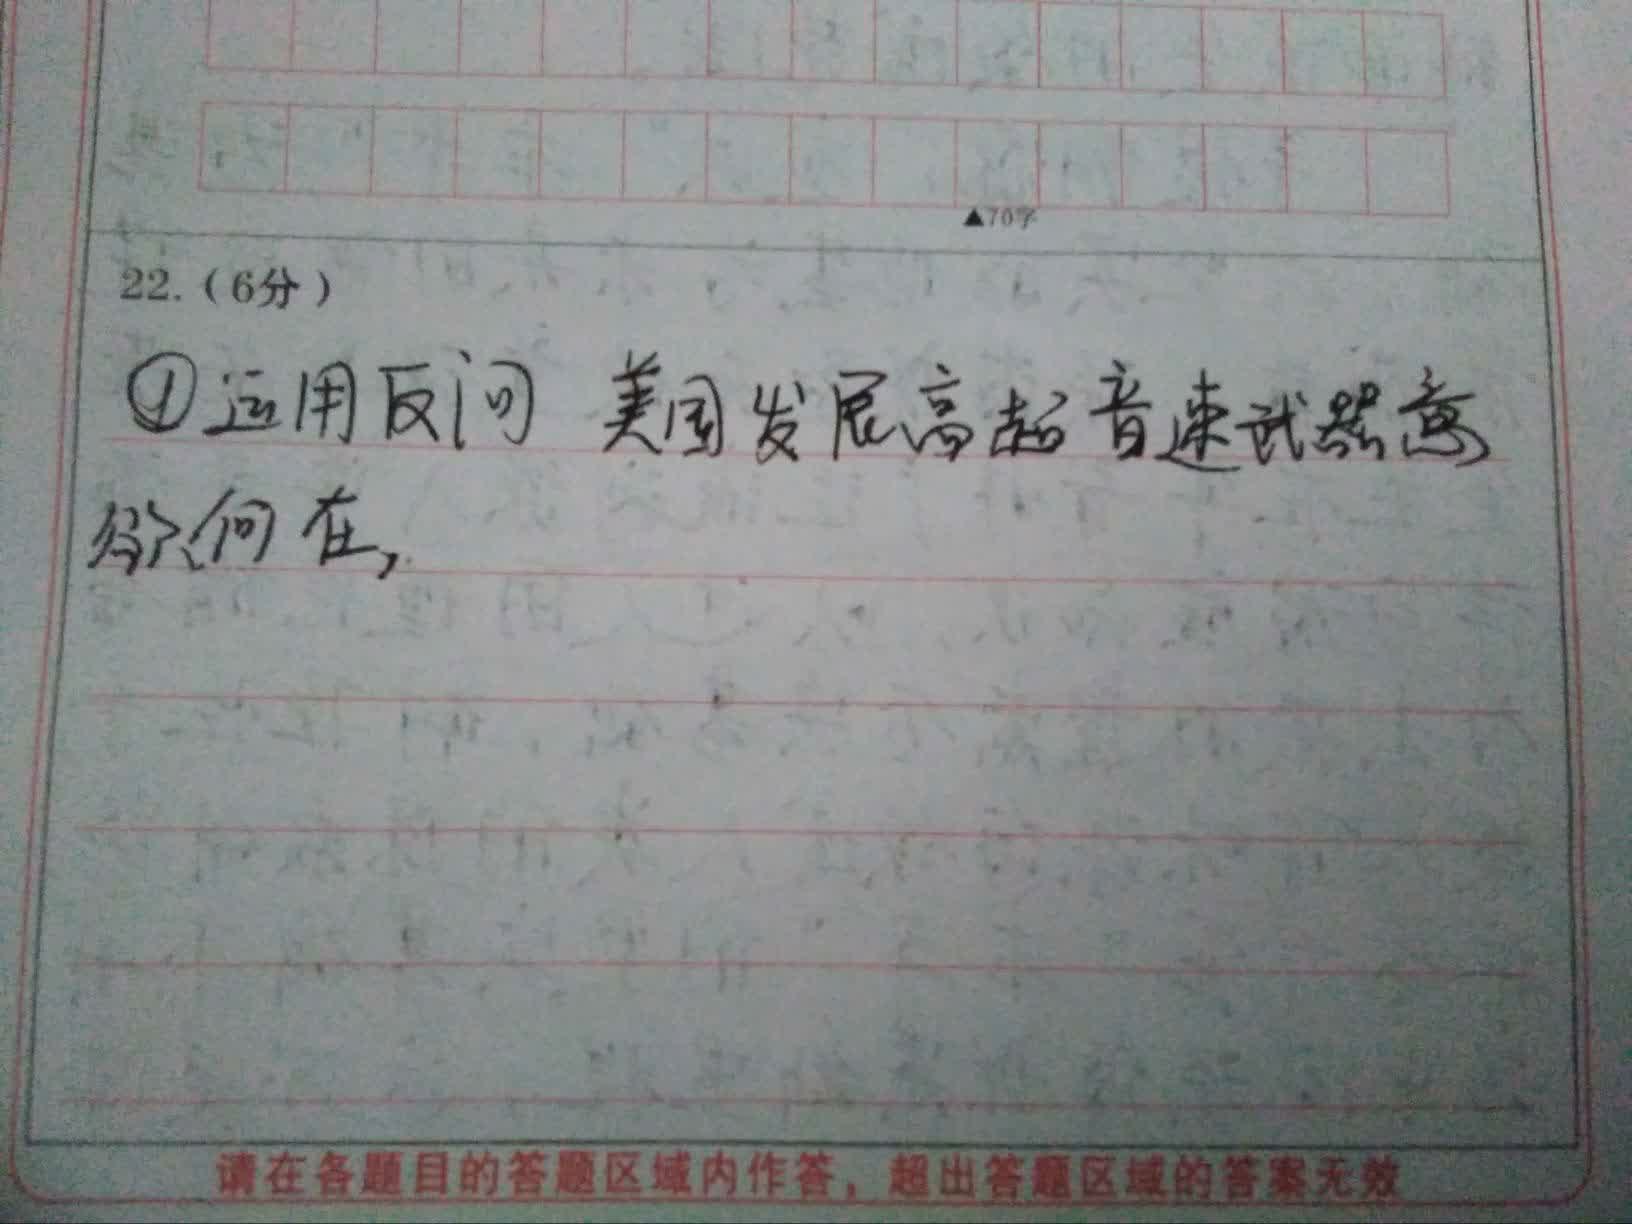 ▲70字
22.（6分）
①运用反问 美国发展高超音速武器意
欲何在，
请在各题目的答题区域内作答，超出答题区域的答案无效